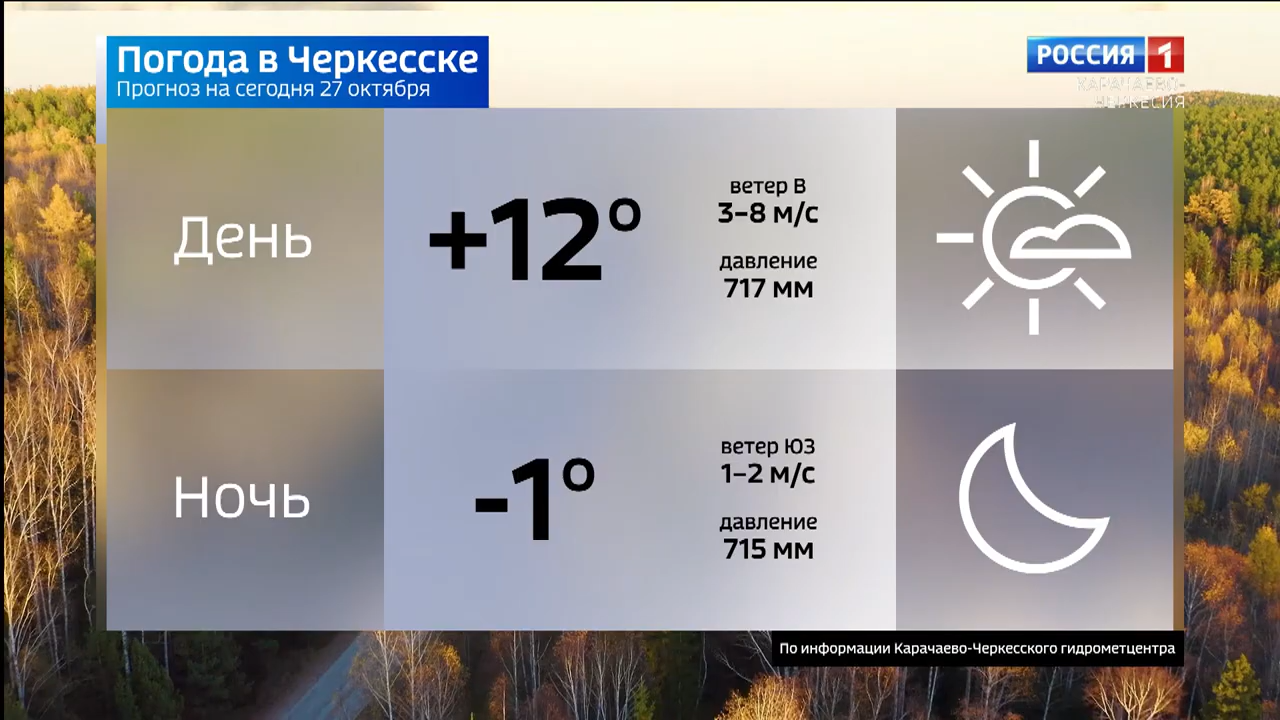 Погода в Черкесске
Прогноз на сегодня 27 октября
РОССИЯ 1
КАРАЧАЕВО-
ЧЕРКЕСИЯ
День
+12°
ветер В
3–8 м/с
давление
717 мм
Ночь
-1°
ветер ЮЗ
1–2 м/с
давление
715 мм
По информации Карачаево-Черкесского гидрометцентра